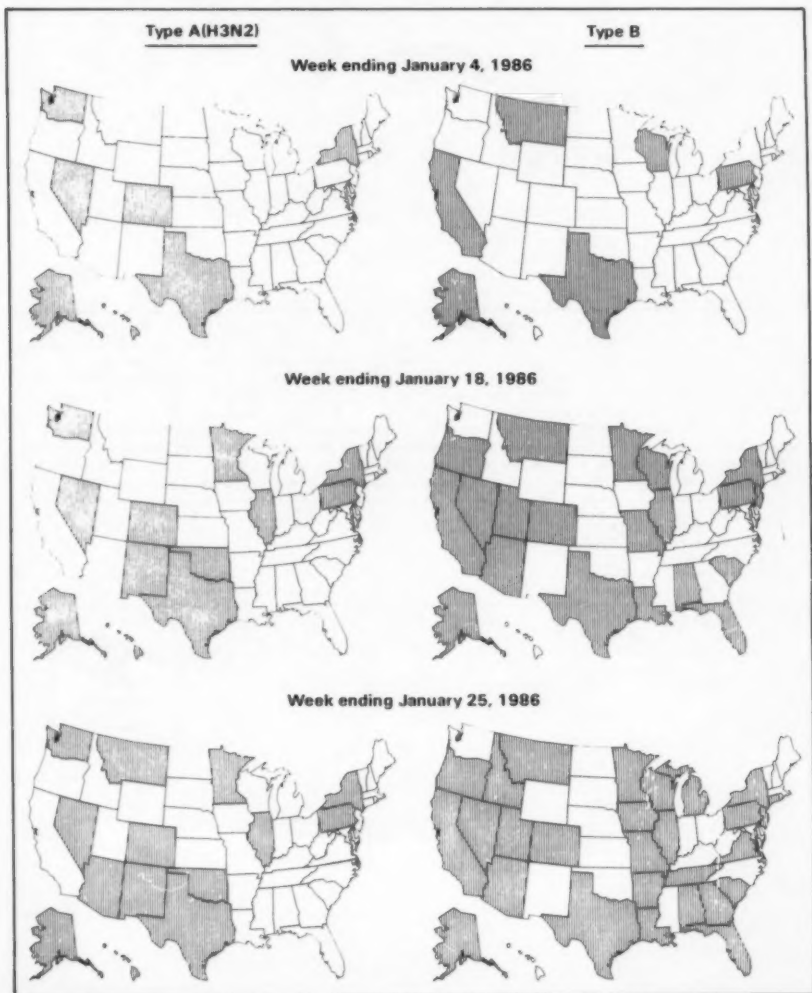 Type A(H3N2)
Type B
Week ending January 4, 1986
Week ending January 18, 1986
Week ending January 25, 1986